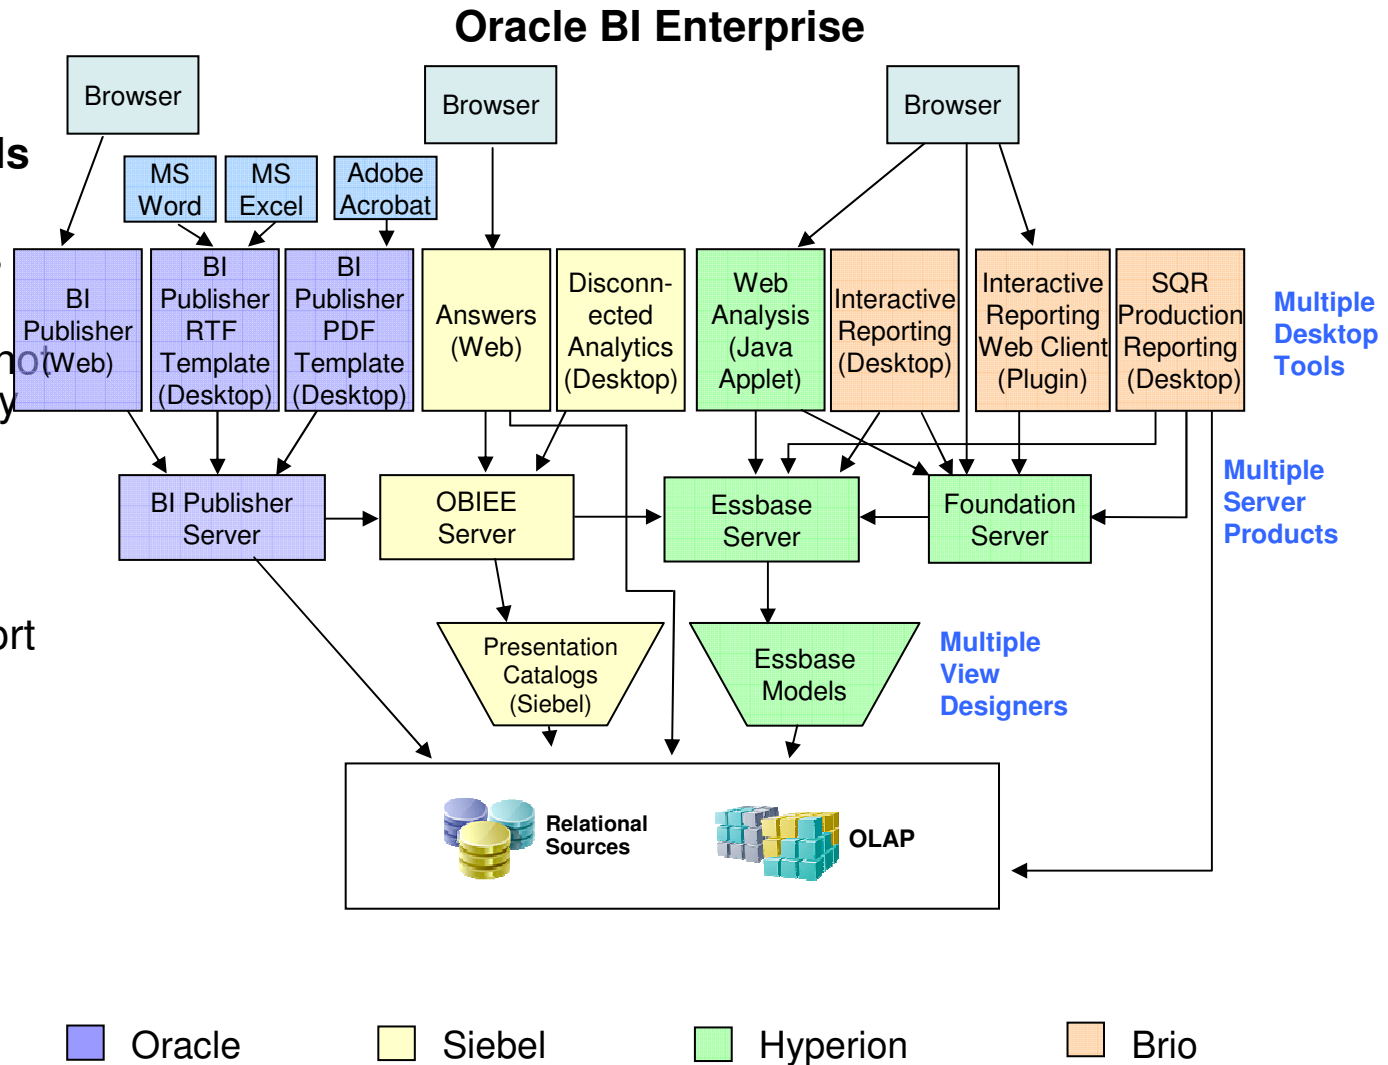 Oracle BI Enterprise
Browser
Browser
Browser
ls
MS
Word
MS
Excel
Adobe
Acrobat
BI
Publisher
(Web)
not
y
BI
Publisher
RTF
Template
(Desktop)
BI
Publisher
PDF
Template
(Desktop)
Answers
(Web)
Disconn-
ected
Analytics
(Desktop)
Web
Analysis
(Java
Applet)
Interactive
Reporting
(Desktop)
Interactive
Reporting
Web Client
(Plugin)
SQR
Production
Reporting
(Desktop)
Multiple
Desktop
Tools
BI Publisher
Server
OBIEE
Server
Essbase
Server
Foundation
Server
Multiple
Server
Products
ort
Presentation
Catalogs
(Siebel)
Essbase
Models
Multiple
View
Designers
Relational
Sources
OLAP
Oracle
Siebel
Hyperion
Brio